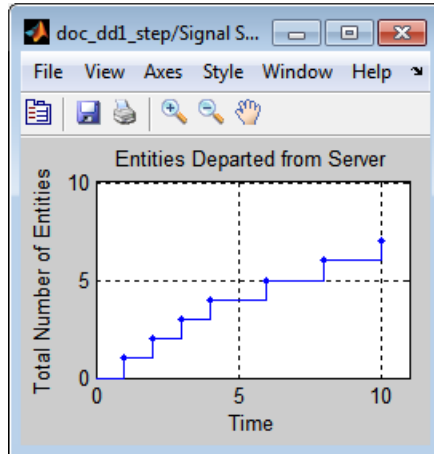 doc_dd1_step/Signal S...
File View Axes Style Window Help
Entities Departed from Server
Total Number of Entities
10
5
0
0 5 10
Time